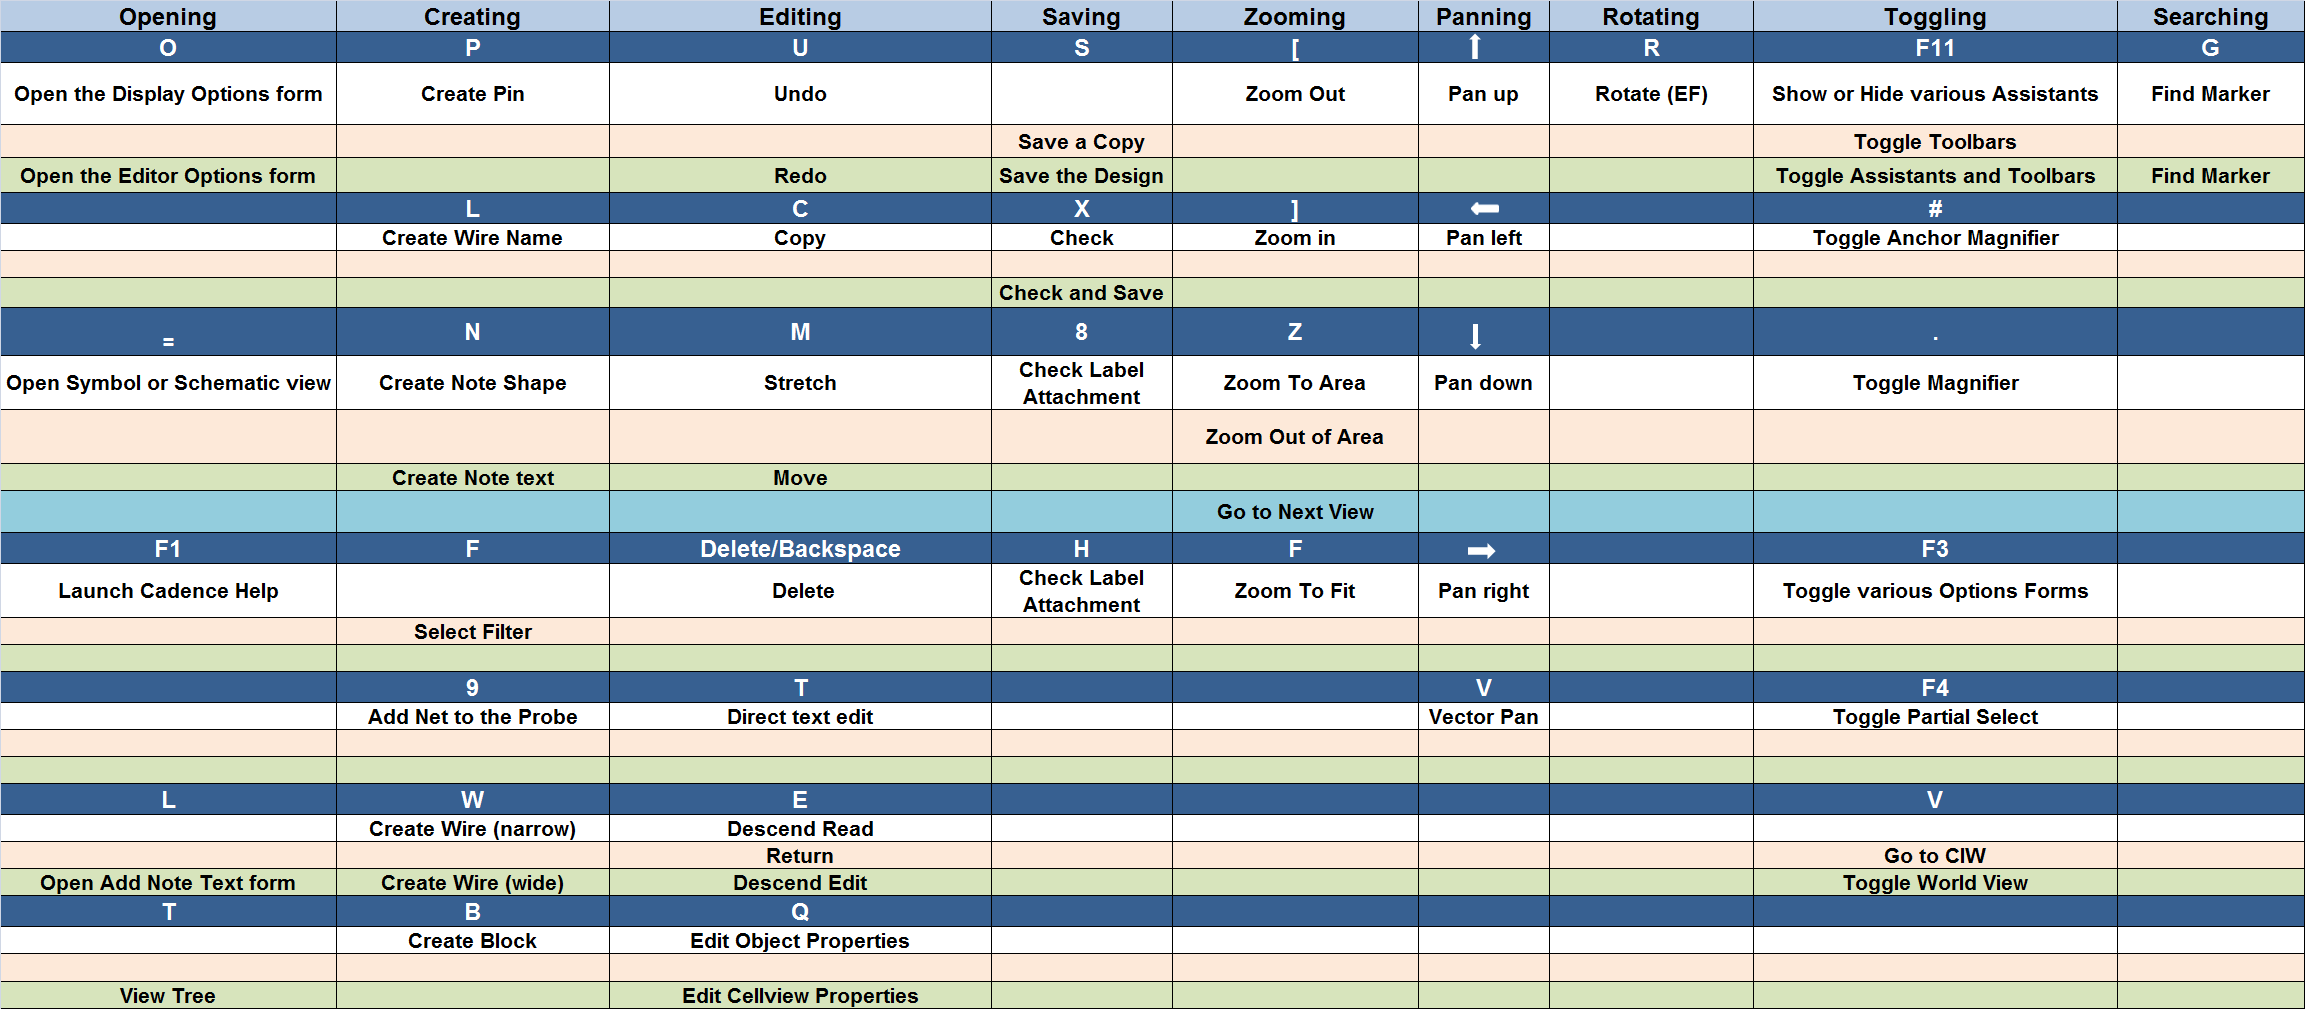 Opening Creating Editing Saving Zooming Panning Rotating Toggling Searching
O P U S [ ⬆ R F11 G
Open the Display Options form Create Pin Undo Zoom Out Pan up Rotate (EF) Show or Hide various Assistants Find Marker
Save a Copy Toggle Toolbars
Open the Editor Options form Redo Save the Design Toggle Assistants and Toolbars Find Marker
L C X ] ⬅ #
Create Wire Name Copy Check Zoom in Pan left Toggle Anchor Magnifier
Check and Save
= N M 8 Z ⬇ .
Open Symbol or Schematic view Create Note Shape Stretch Check Label Attachment Zoom To Area Pan down Toggle Magnifier
Zoom Out of Area
Create Note text Move
Go to Next View
F1 F Delete/Backspace H F ➡ F3
Launch Cadence Help Delete Check Label Attachment Zoom To Fit Pan right Toggle various Options Forms
Select Filter
9 T V F4
Add Net to the Probe Direct text edit Vector Pan Toggle Partial Select
L W E V
Create Wire (narrow) Descend Read
Return Go to CIW
Open Add Note Text form Create Wire (wide) Descend Edit Toggle World View
T B Q
Create Block Edit Object Properties
View Tree Edit Cellview Properties